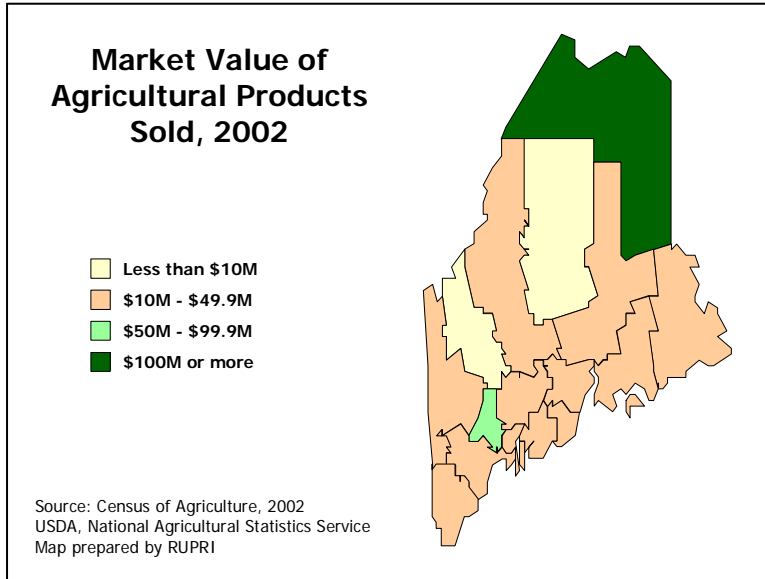 Market Value of
Agricultural Products
Sold, 2002
Less than $10M
$10M - $49.9M
$50M - $99.9M
$100M or more
Source: Census of Agriculture, 2002
USDA, National Agricultural Statistics Service
Map prepared by RUPRI